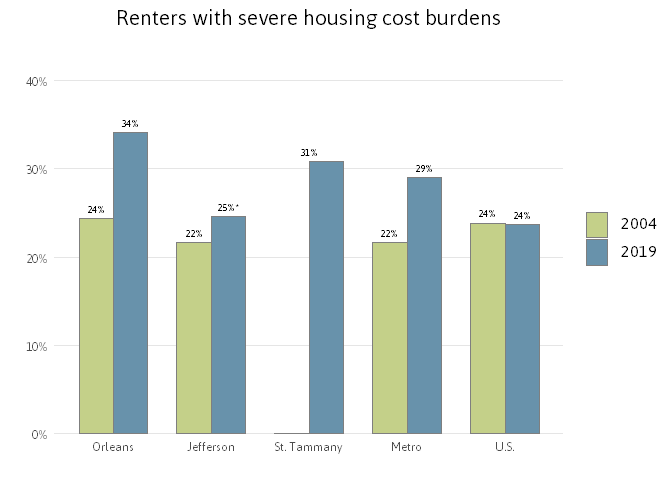 Renters with severe housing cost burdens
40%
30%
20%
10%
0%
24%
34%
22%
25%*
31%
22%
29%
24%
24%
Orleans
Jefferson
St. Tammany
Metro
U.S.
2004
2019